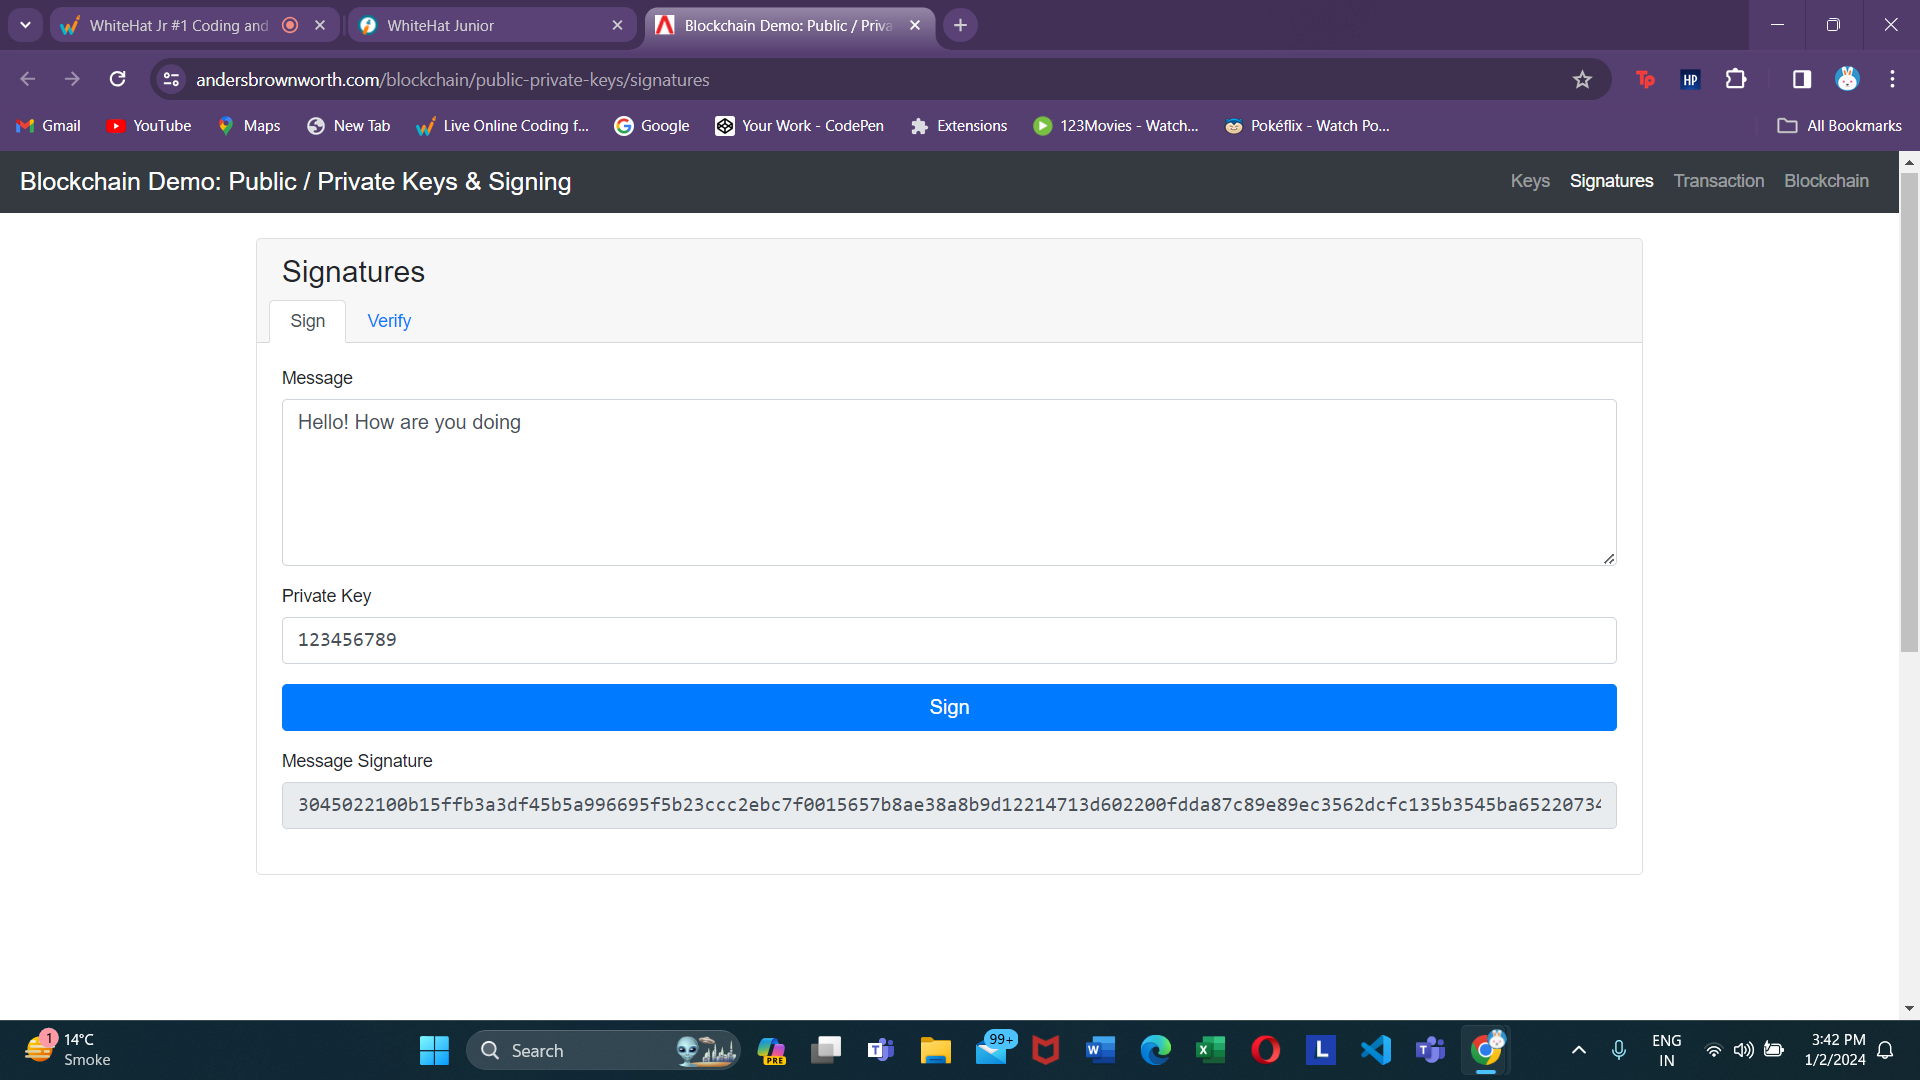 WhiteHat Jr #1 Coding and
WhiteHat Junior
Blockchain Demo: Public / Priva
andersbrownworth.com/blockchain/public-private-keys/signatures
Gmail YouTube Maps New Tab Live Online Coding f... Google Your Work - CodePen Extensions 123Movies - Watch... Pokéflix - Watch Po... All Bookmarks
Blockchain Demo: Public / Private Keys & Signing
Keys Signatures Transaction Blockchain
Signatures
Sign Verify
Message
Hello! How are you doing
Private Key
123456789
Sign
Message Signature
3045022100b15ffb3a3df45b5a996695f5b23ccc2ebc7f0015657b8ae38a8b9d12214713d602200fdda87c89e89ec3562dcfc135b3545ba65220734
1
14°C
Smoke
Search
PRE
99+
ENG
IN
3:42 PM
1/2/2024